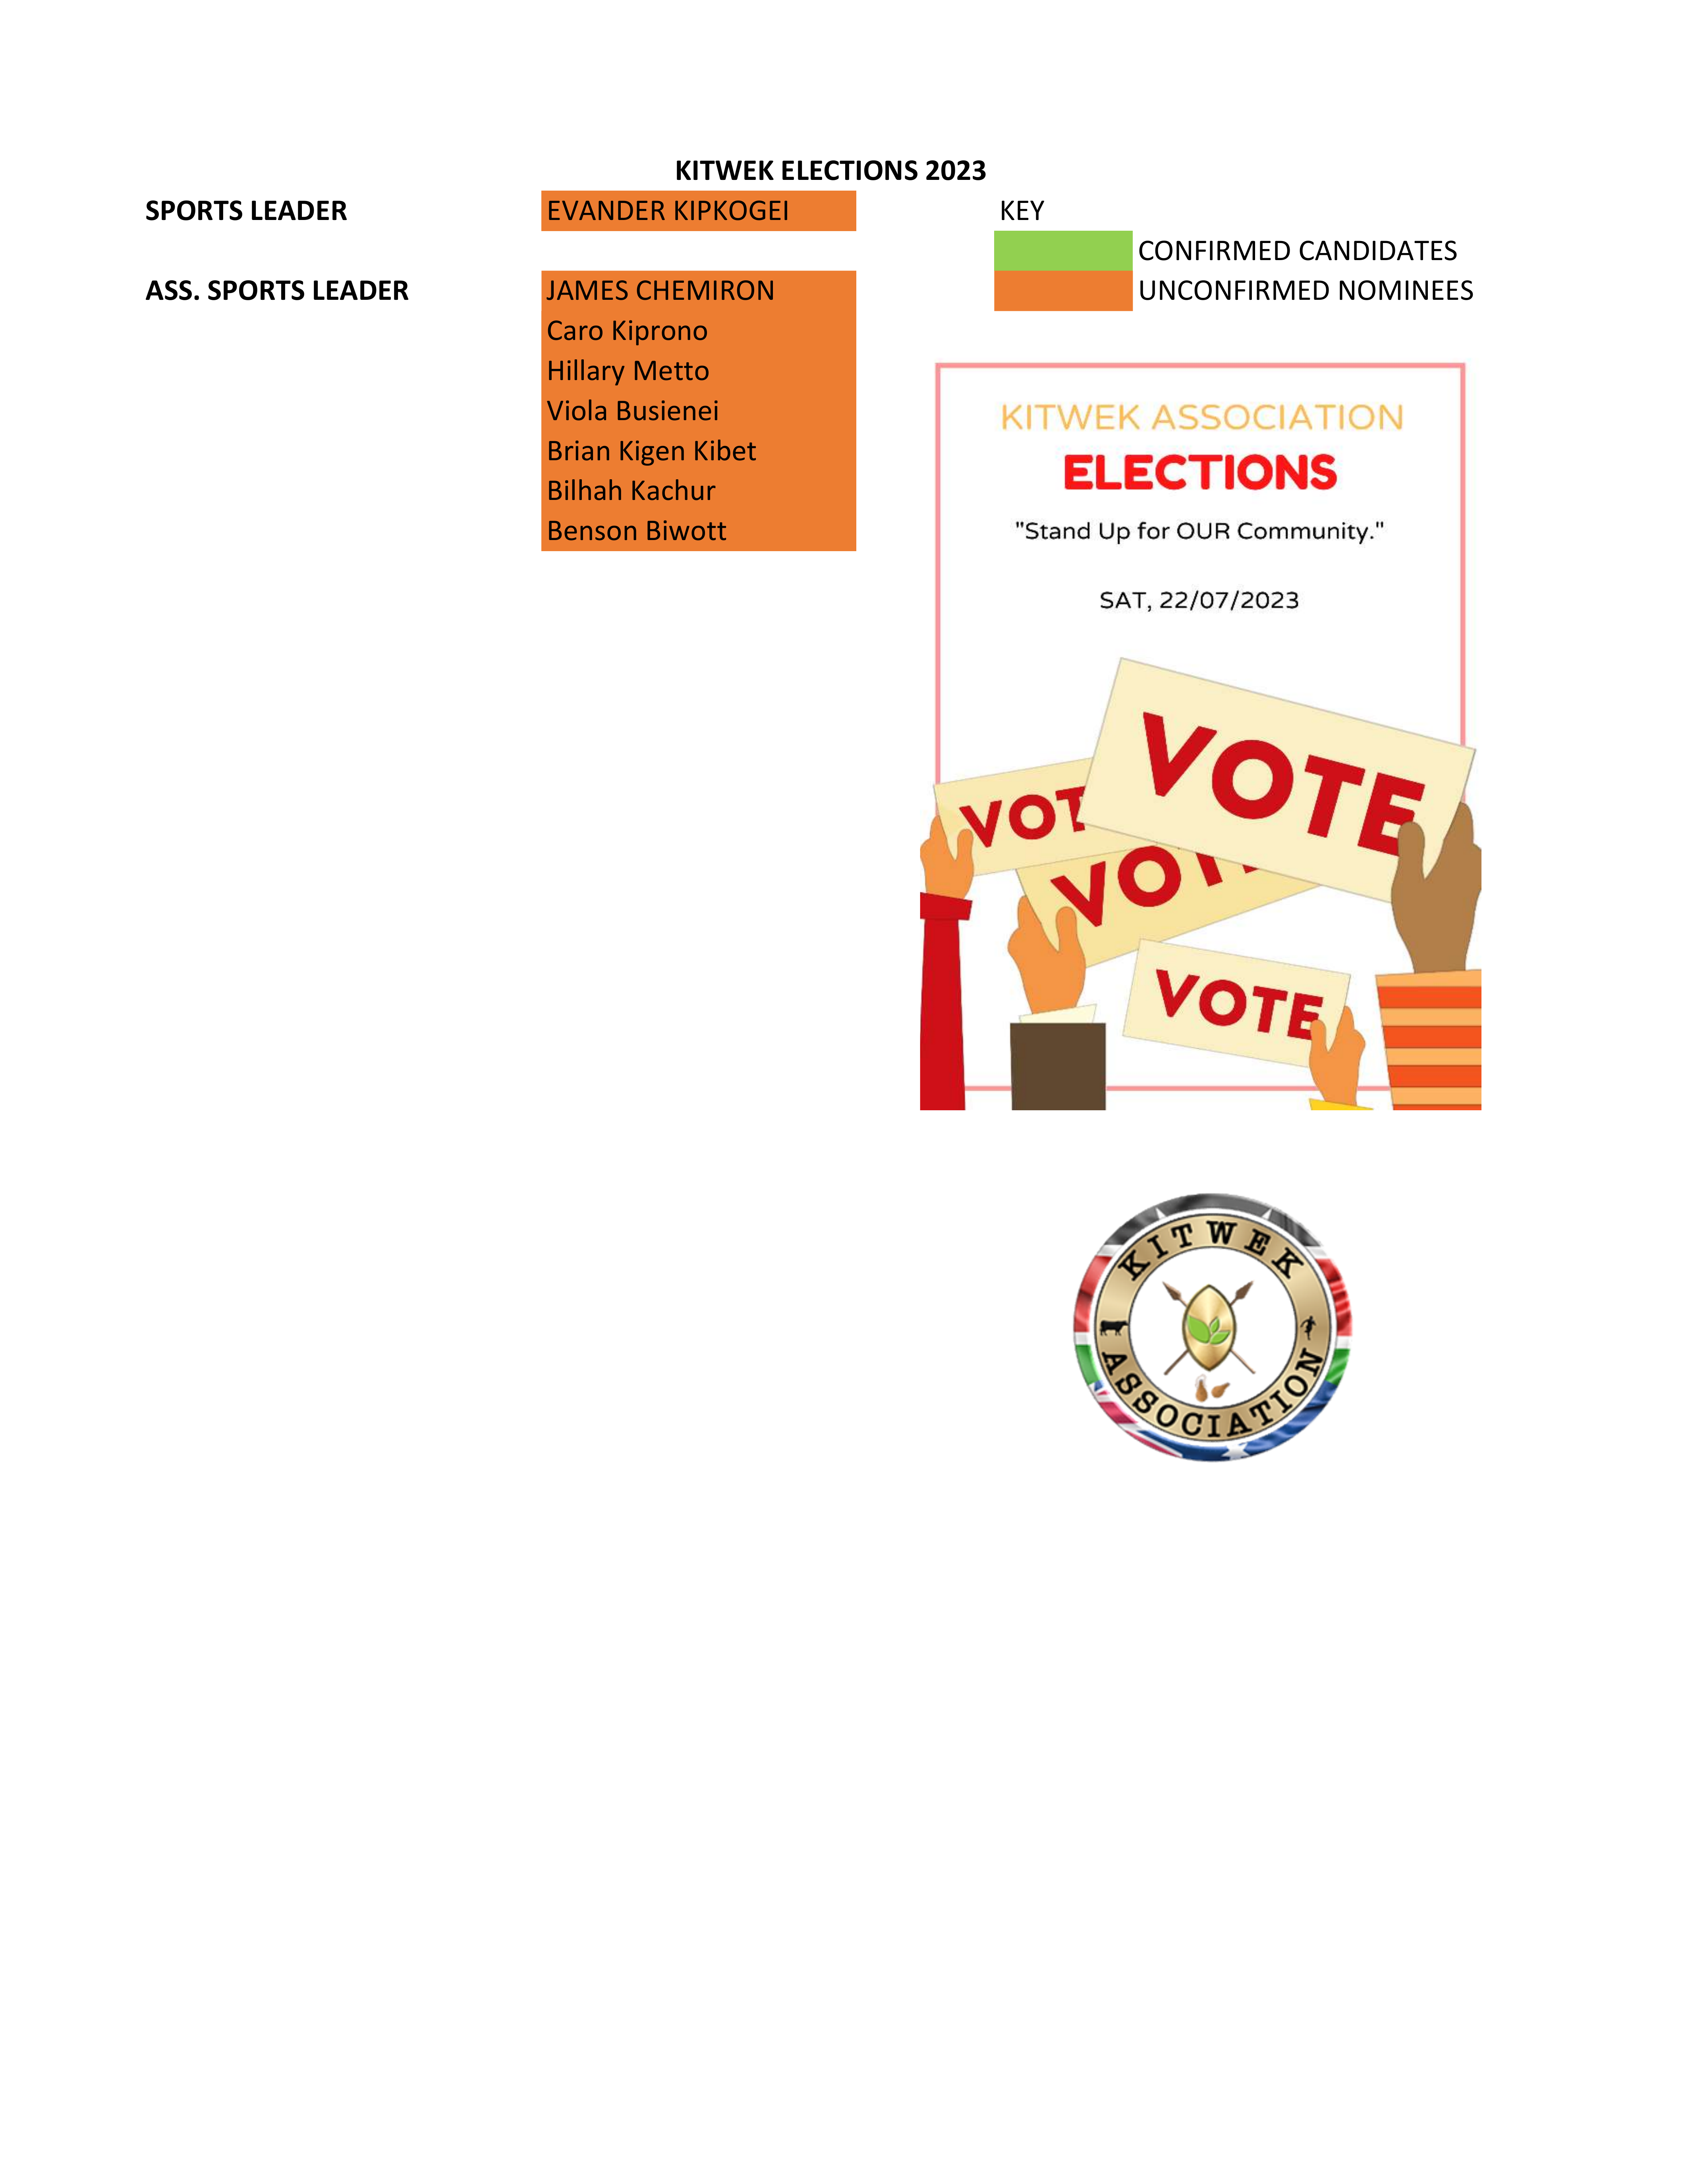 KITWEK ELECTIONS 2023
SPORTS LEADER EVANDER KIPKOGEI KEY
CONFIRMED CANDIDATES
ASS. SPORTS LEADER JAMES CHEMIRON UNCONFIRMED NOMINEES
Caro Kiprono
Hillary Metto
Viola Busienei
Brian Kigen Kibet
Bilhah Kachur
Benson Biwott
KITWEK ASSOCIATION
ELECTIONS
"Stand Up for OUR Community."
SAT, 22/07/2023
VOTE
VOT
VOT
VOTE
KITWEK
ASSOCIATION